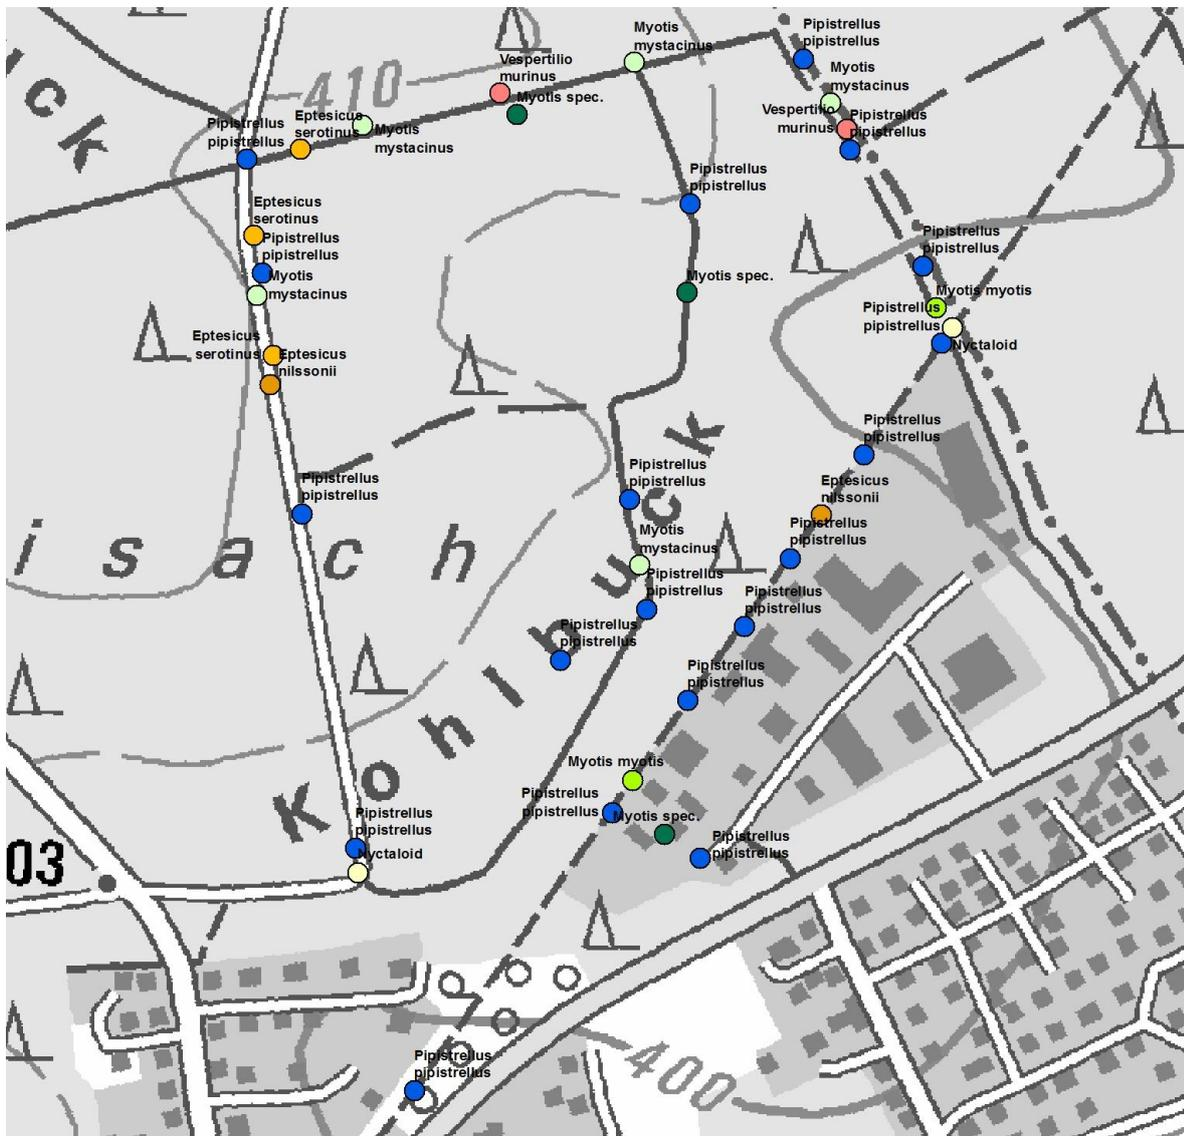 Pipistrellus
pipistrellus
Myotis
mystacinus
Vespertilio
murinus
Myotis spec.
Myotis
mystacinus
Vespertilio
murinus
Pipistrellus
pipistrellus
ck
410
Pipistrellus
pipistrellus
Eptesicus
serotinus
Myotis
mystacinus
Pipistrellus
pipistrellus
Eptesicus
serotinus
Pipistrellus
pipistrellus
Myotis
mystacinus
Pipistrellus
pipistrellus
Myotis spec.
Myotis myotis
Pipistrellus
pipistrellus
Nyctaloid
Eptesicus
serotinus
Eptesicus
nilssonii
Pipistrellus
pipistrellus
Pipistrellus
pipistrellus
Pipistrellus
pipistrellus
Eptesicus
nilssonii
Pipistrellus
pipistrellus
isach
Myotis
mystacinus
Pipistrellus
pipistrellus
Pipistrellus
pipistrellus
Pipistrellus
pipistrellus
Pipistrellus
pipistrellus
Kohlbuck
Myotis myotis
Pipistrellus
pipistrellus
Myotis spec.
Pipistrellus
pipistrellus
Pipistrellus
pipistrellus
Nyctaloid
03
Pipistrellus
pipistrellus
400